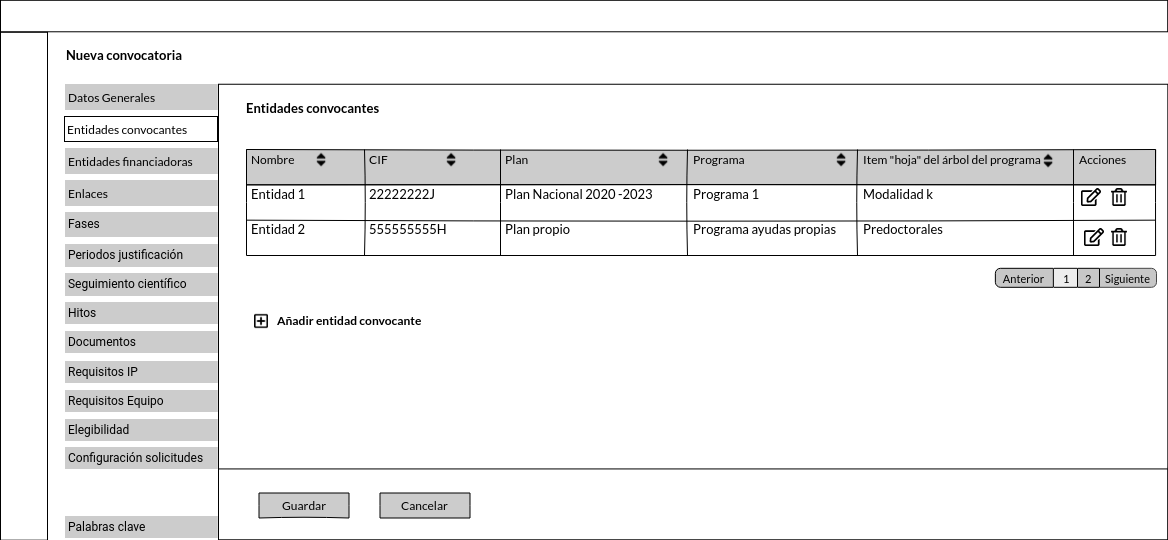 Nueva convocatoria
Datos Generales
Entidades convocantes
Entidades financiadoras
Enlaces
Fases
Periodos justificación
Seguimiento científico
Hitos
Documentos
Requisitos IP
Requisitos Equipo
Elegibilidad
Configuración solicitudes
Palabras clave
Entidades convocantes
Nombre CIF Plan Programa Item "hoja" del árbol del programa Acciones
Entidad 1 22222222J Plan Nacional 2020 -2023 Programa 1 Modalidad k
Entidad 2 555555555H Plan propio Programa ayudas propias Predoctorales
Anterior 1 2 Siguiente
Añadir entidad convocante
Guardar Cancelar